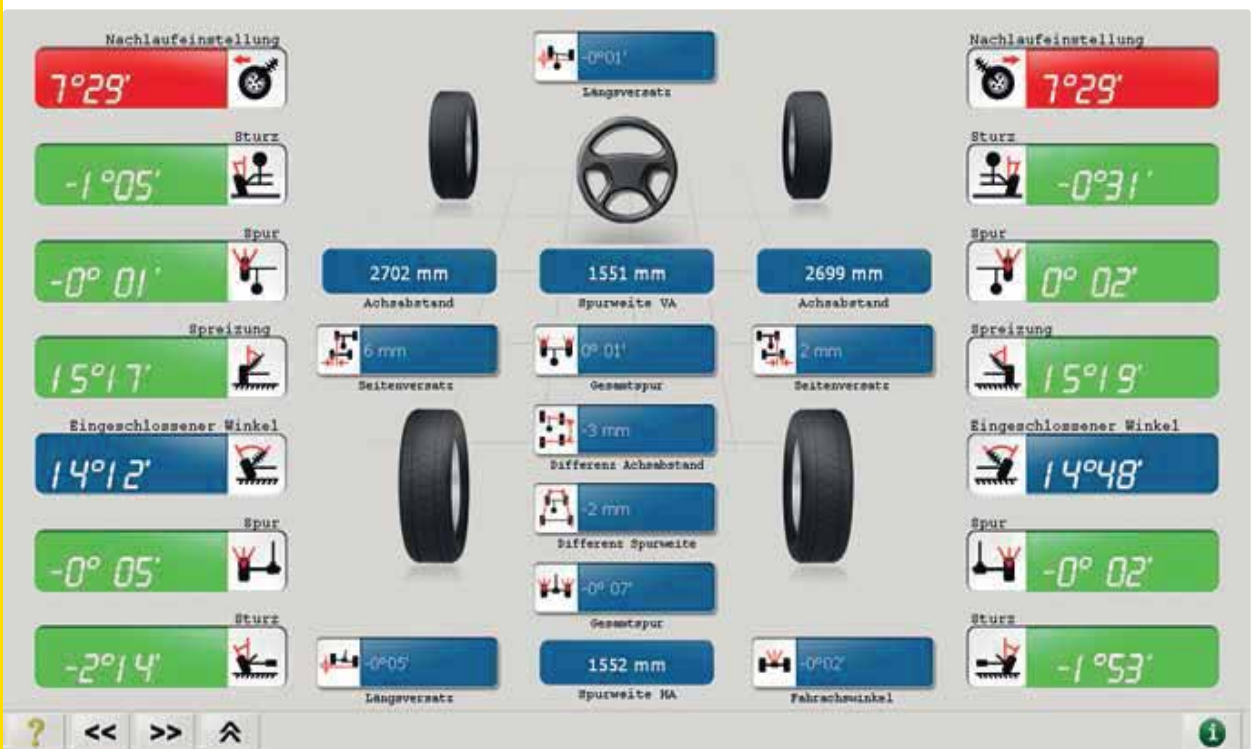 Nachlaufeinstellung
7°29'
Sturz
-1°05'
Spur
-0° 01'
Spreizung
15°17'
Eingeschlossener Winkel
14°12'
Spur
-0° 05'
Sturz
-2°14'
-0°01'
Längsversatz
2702 mm
Achsabstand
1551 mm
Spurweite VA
2699 mm
Achsabstand
6 mm
Seitenversatz
0° 01'
Gesamtspur
2 mm
Seitenversatz
-3 mm
Differenz Achsabstand
-2 mm
Differenz Spurweite
-0° 07'
Gesamtspur
-0°05'
Längsversatz
1552 mm
Spurweite HA
-0°02'
Fahrachswinkel
Nachlaufeinstellung
7°29'
Sturz
-0°31'
Spur
0° 02'
Spreizung
15°19'
Eingeschlossener Winkel
14°48'
Spur
-0° 02'
Sturz
-1°53'
? << >>
i